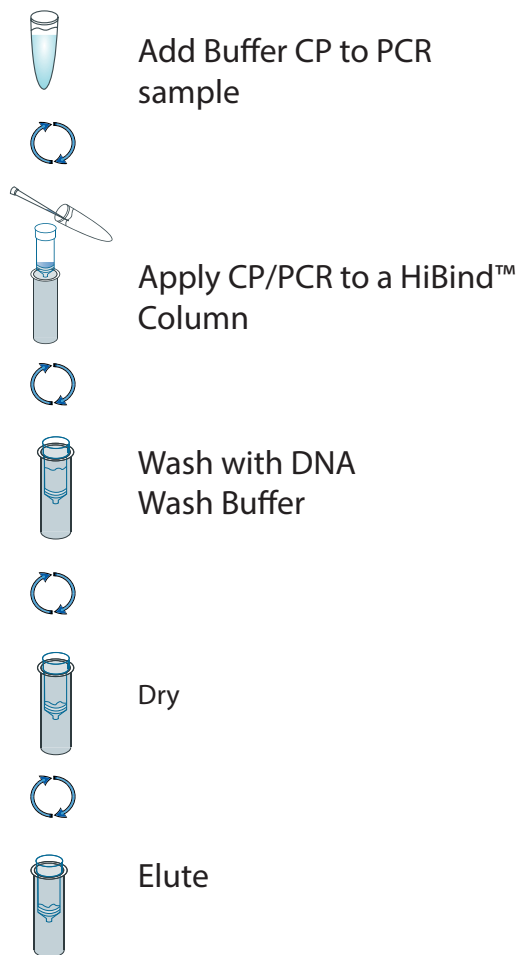 Add Buffer CP to PCR
sample
Apply CP/PCR to a HiBind™
Column
Wash with DNA
Wash Buffer
Dry
Elute